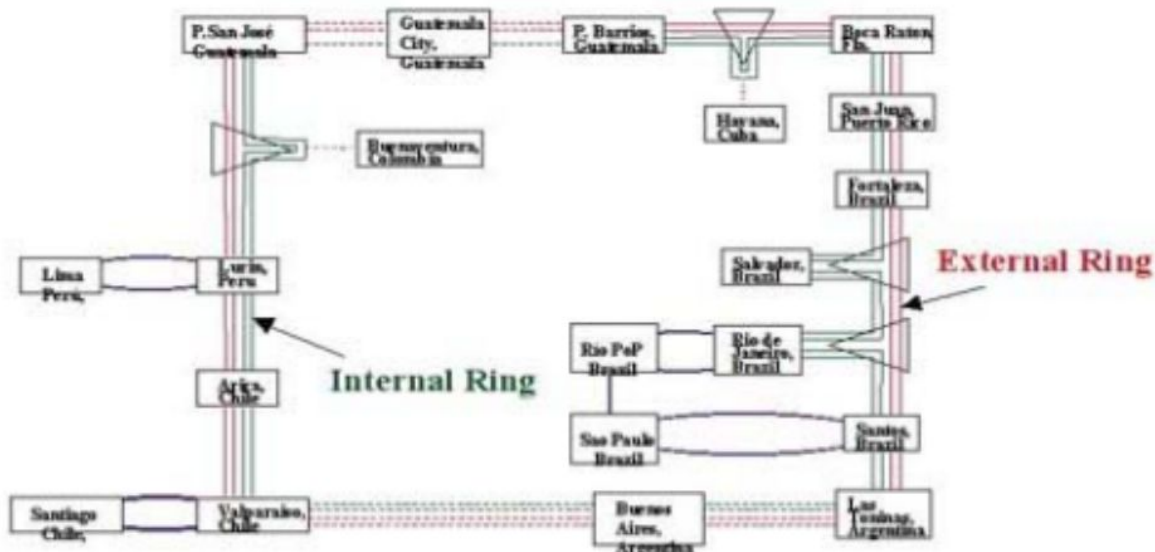 P.San José
Guatemala
Guatemala
City,
Guatemala
P. Barrios,
Guatemala
Boca Raton,
Fla.
San Juan,
Puerto Rico
Havana,
Cuba
Buenaventura,
Colombia
Fortaleza,
Brazil
Lima
Perú,
Lurin,
Peru
Salvador,
Brazil
External Ring
Rio PoP
Brazil
Rio de
Janeiro,
Brazil
Internal Ring
Arica,
Chile
Sao Paulo
Brazil
Santos,
Brazil
Santiago
Chile,
Valparaiso,
Chile
Buenos
Aires,
Argentina
Las
Toninas,
Argentina